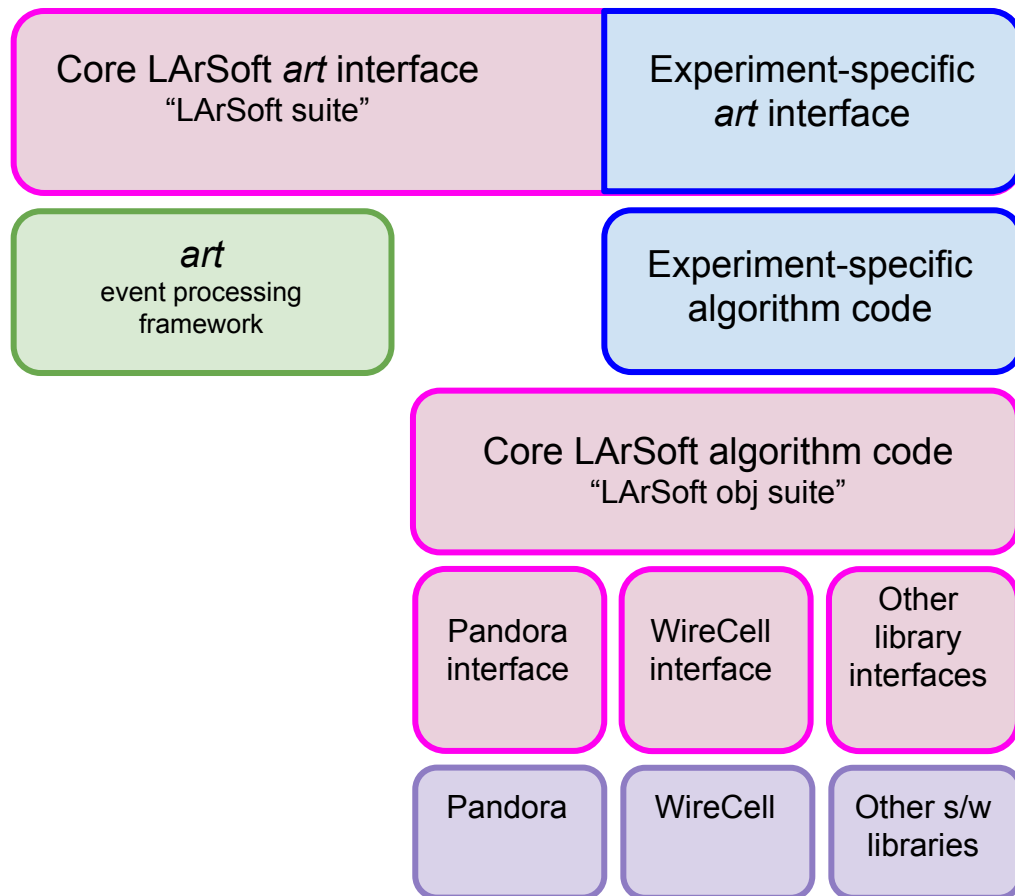 Core LArSoft art interface
“LArSoft suite”
Experiment-specific
art interface
art
event processing
framework
Experiment-specific
algorithm code
Core LArSoft algorithm code
“LArSoft obj suite”
Pandora
interface
WireCell
interface
Other
library
interfaces
Pandora
WireCell
Other s/w
libraries